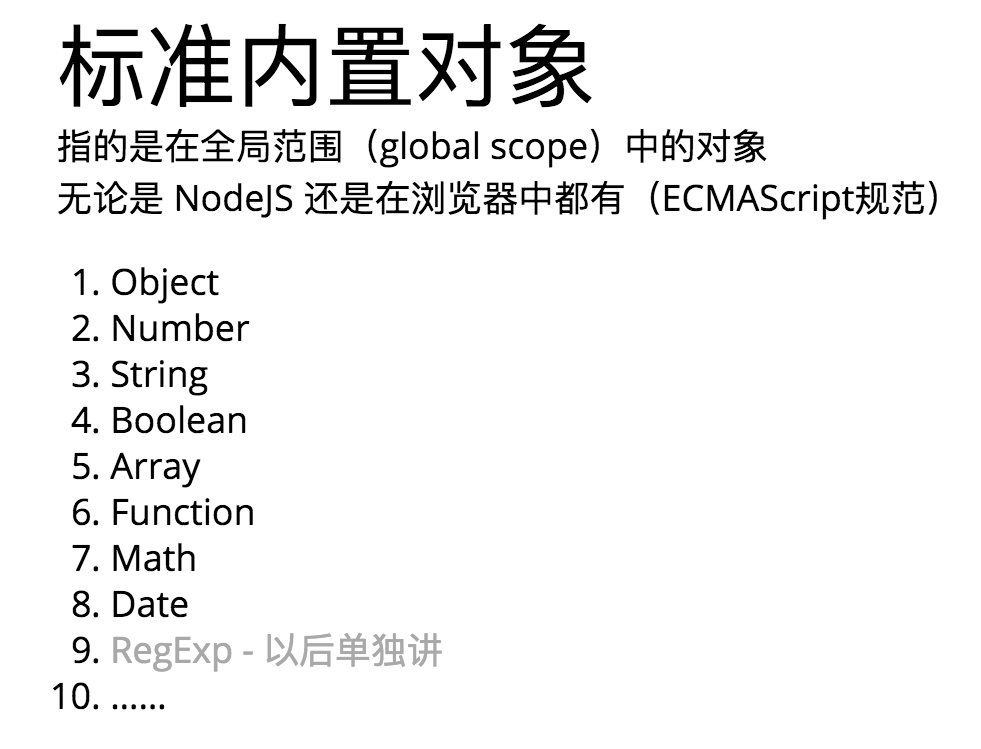 标准内置对象
指的是在全局范围（global scope）中的对象
无论是 NodeJS 还是在浏览器中都有（ECMAScript规范）
1. Object
2. Number
3. String
4. Boolean
5. Array
6. Function
7. Math
8. Date
9. RegExp - 以后单独讲
10. ……